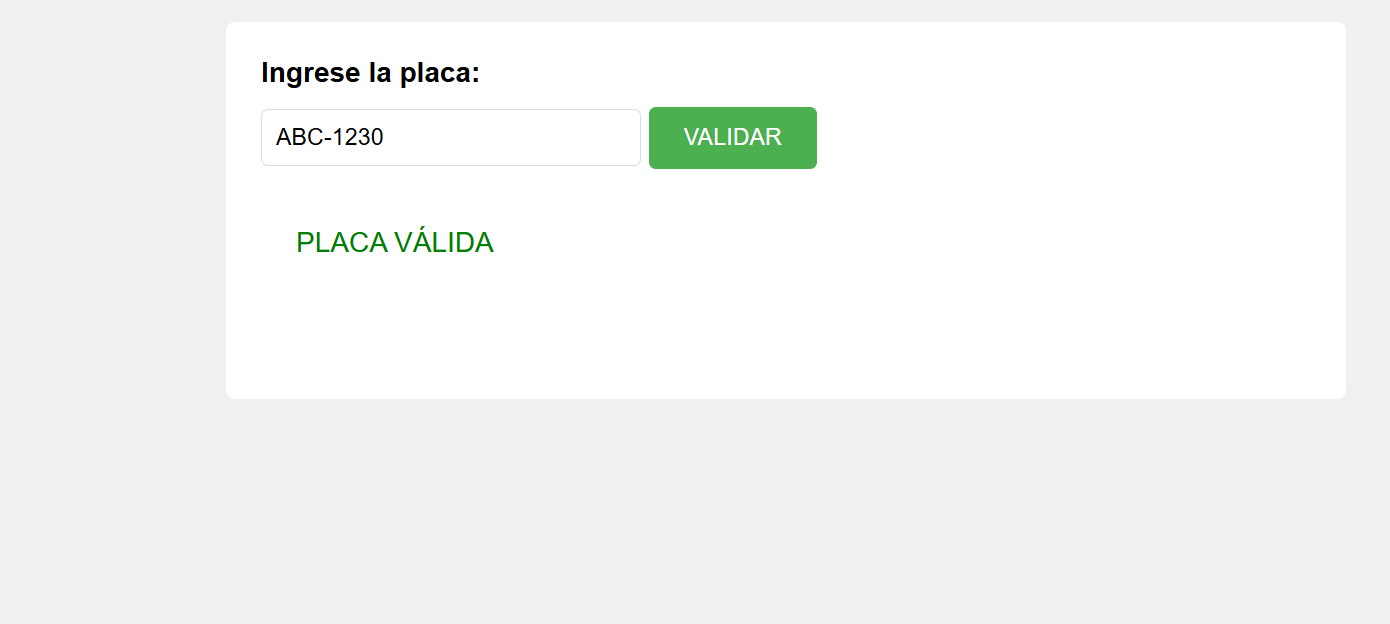 Ingrese la placa:
ABC-1230 VALIDAR
PLACA VÁLIDA